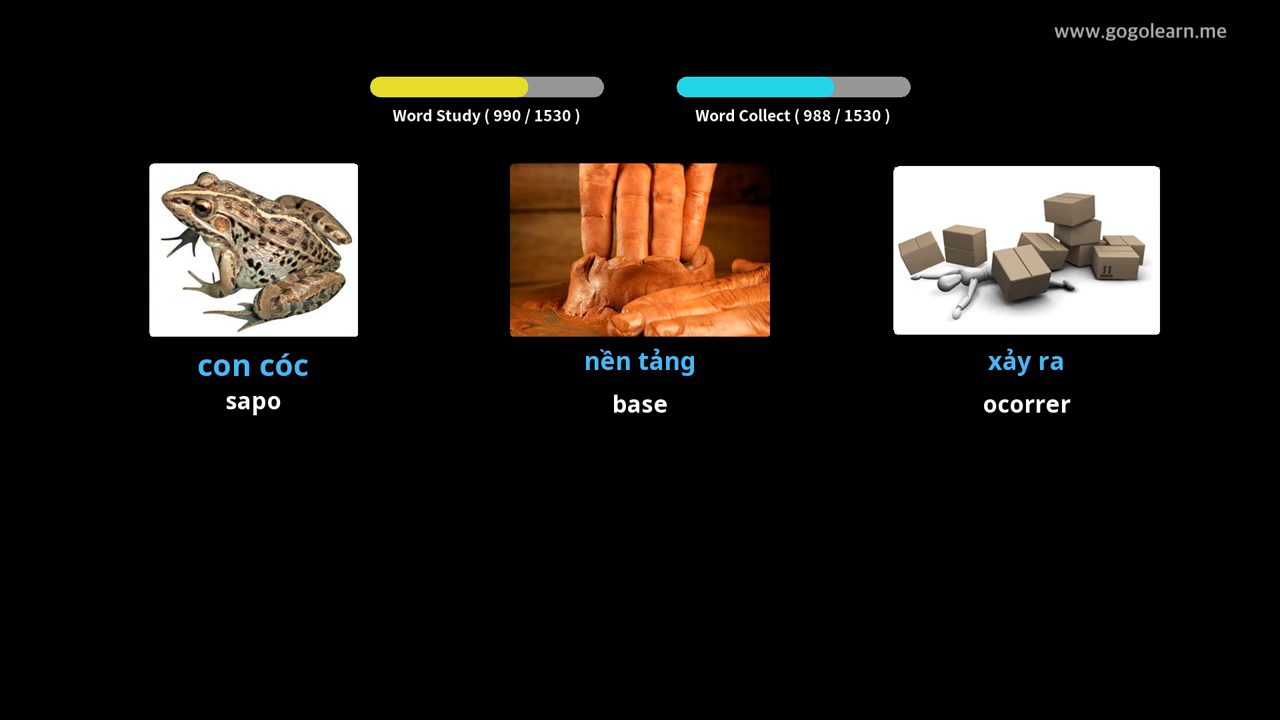 www.gogolearn.me
Word Study ( 990 / 1530 )
Word Collect ( 988 / 1530 )
con cóc
sapo
nền tảng
base
xảy ra
ocorrer